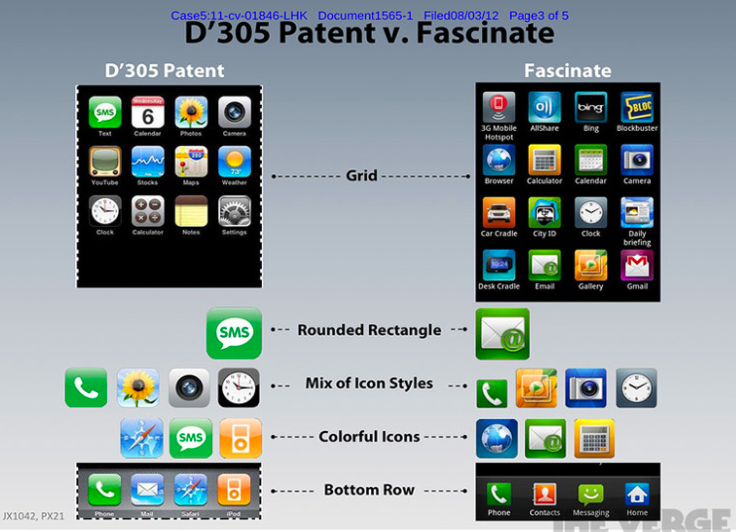 Case5:11-cv-01846-LHK Document1565-1 Filed08/03/12 Page3 of 5
D'305 Patent v. Fascinate
D'305 Patent
Fascinate
SMS
Wednesday
6
Text Calendar Photos Camera
280
73°
YouTube Stocks Maps Weather
Clock Calculator Notes Settings
Grid
bing
BLOC
3G Mobile Hotspot AllShare Bing Blockbuster
Browser Calculator Calendar Camera
Car Cradle City ID Clock Daily briefing
10:24
Desk Cradle Email Gallery Gmail
SMS
Rounded Rectangle
@
Mix of Icon Styles
SMS
Colorful Icons
@
Phone Mail Safari iPod
Bottom Row
Phone Contacts Messaging Home
JX1042, PX21
THE VERGE